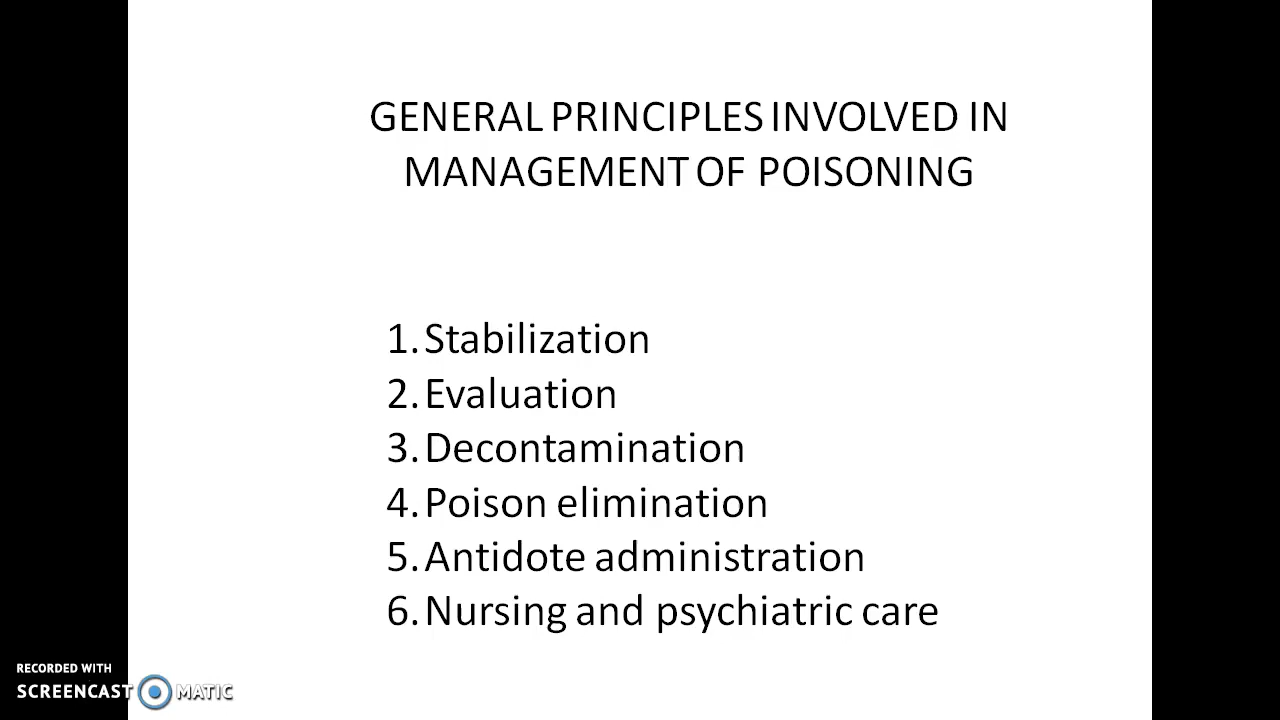 GENERAL PRINCIPLES INVOLVED IN
MANAGEMENT OF POISONING
1. Stabilization
2. Evaluation
3. Decontamination
4. Poison elimination
5. Antidote administration
6. Nursing and psychiatric care
RECORDED WITH
SCREENCAST MATIC